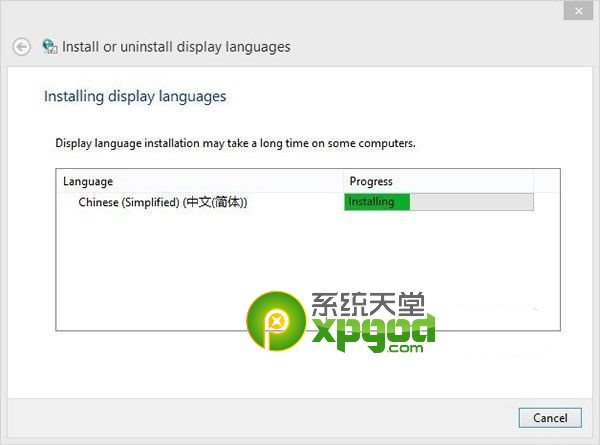 Install or uninstall display languages
Installing display languages
Display language installation may take a long time on some computers.
Language Progress
Chinese (Simplified) (中文(简体)) Installing
系统天堂
xpgod
.com
Cancel